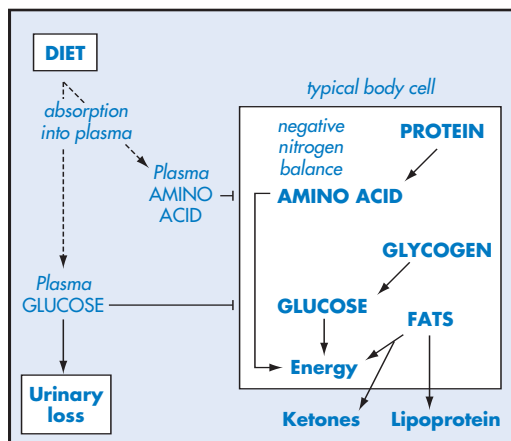 DIET
absorption
into plasma
Plasma
AMINO
ACID
Plasma
GLUCOSE
Urinary
loss
typical body cell
negative
nitrogen
balance
PROTEIN
AMINO ACID
GLYCOGEN
GLUCOSE
FATS
Energy
Ketones
Lipoprotein